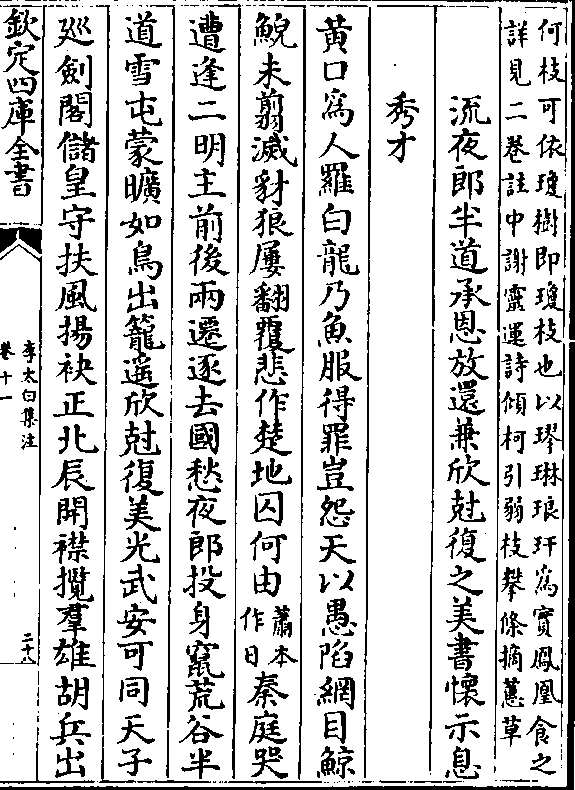 何枝可依瓊樹即瓊枝也以璆琳琅玕為實鳳凰食之
詳見二巻註中謝靈運詩傾柯引弱枝攀條摘蕙草
流夜郎半道承恩放還兼欣尅復之美書懐示息
秀才
黄口為人羅白龍乃魚服得罪豈怨天以愚陷網目鯨
鯢未翦滅豺狼屢翻覆悲作楚地囚何由
蕭本
作日
秦庭哭
遭逢二明主前後兩遷逐去國愁夜郎投身竄荒谷半
道雪屯蒙曠如鳥出籠遥欣尅復美光武安可同天子
廵劍閣儲皇守扶風揚袂正北辰開襟攬羣雄胡兵出
欽定四庫全書
李太白集注
巻十一
二十八